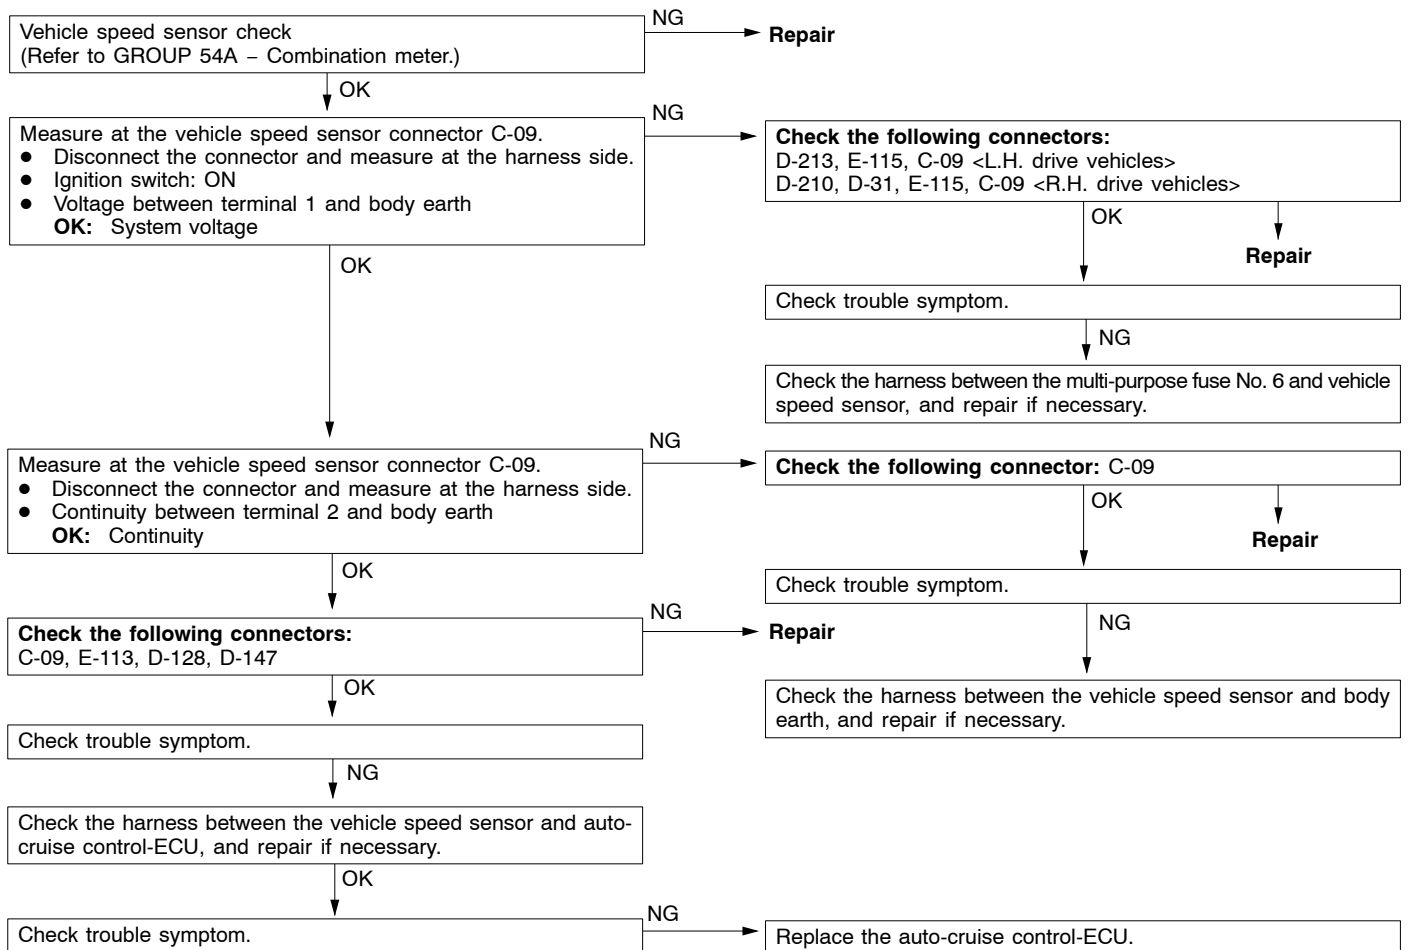 Vehicle speed sensor check
(Refer to GROUP 54A – Combination meter.)
NG
Repair
OK
Measure at the vehicle speed sensor connector C-09.
● Disconnect the connector and measure at the harness side.
● Ignition switch: ON
● Voltage between terminal 1 and body earth
OK: System voltage
NG
Check the following connectors:
D-213, E-115, C-09 <L.H. drive vehicles>
D-210, D-31, E-115, C-09 <R.H. drive vehicles>
OK
Repair
Check trouble symptom.
NG
Check the harness between the multi-purpose fuse No. 6 and vehicle
speed sensor, and repair if necessary.
OK
Measure at the vehicle speed sensor connector C-09.
● Disconnect the connector and measure at the harness side.
● Continuity between terminal 2 and body earth
OK: Continuity
NG
Check the following connector: C-09
OK
Repair
Check trouble symptom.
NG
Check the harness between the vehicle speed sensor and body
earth, and repair if necessary.
OK
Check the following connectors:
C-09, E-113, D-128, D-147
NG
Repair
OK
Check trouble symptom.
NG
Check the harness between the vehicle speed sensor and auto-
cruise control-ECU, and repair if necessary.
OK
Check trouble symptom.
NG
Replace the auto-cruise control-ECU.